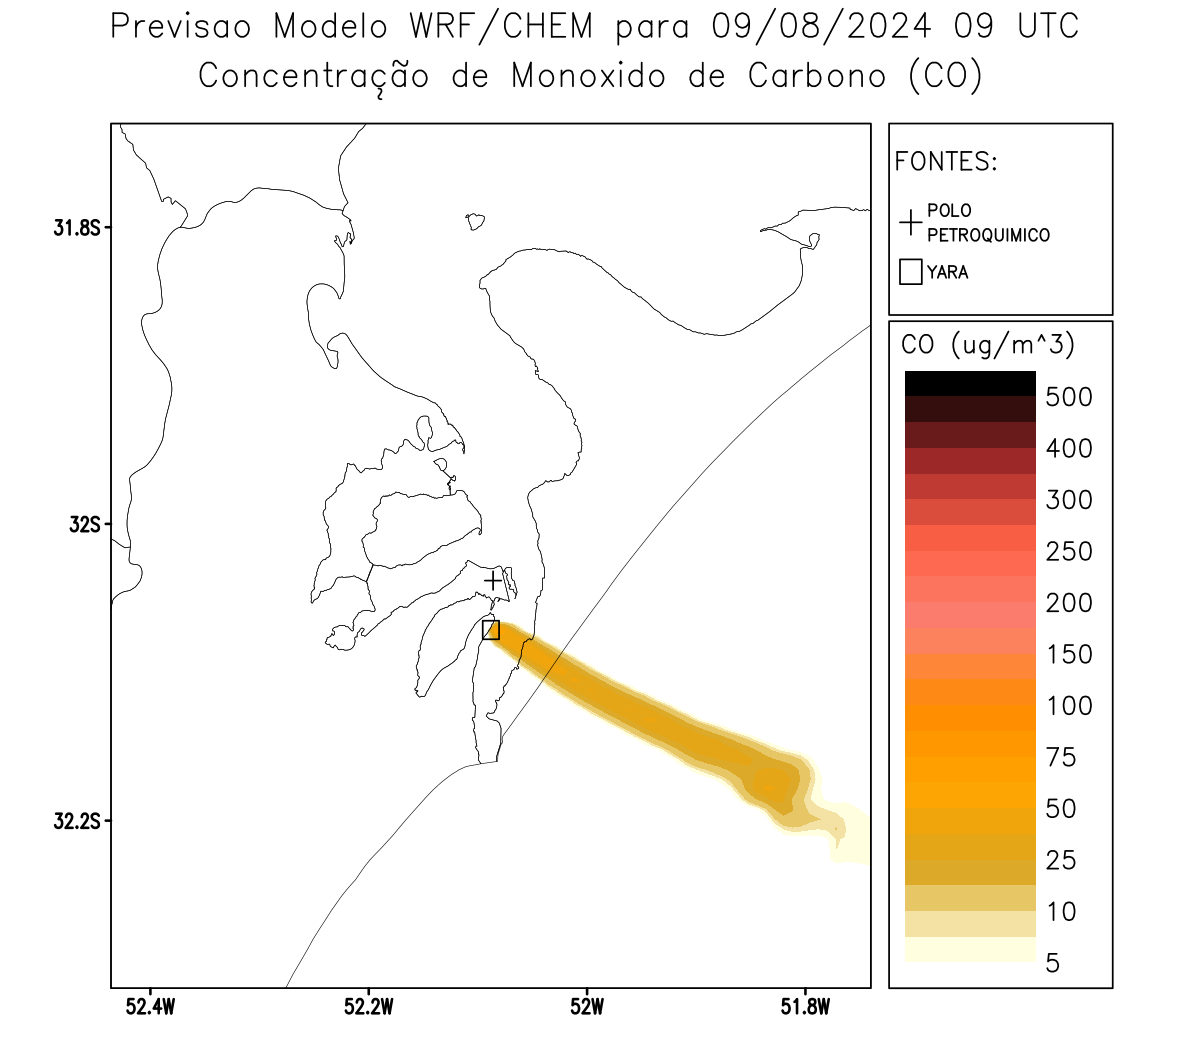 Previsao Modelo WRF/CHEM para 09/08/2024 09 UTC
Concentração de Monoxido de Carbono (CO)
FONTES:
POLO
PETROQUIMICO
YARA
CO (ug/m^3)
500
400
300
250
200
150
100
75
50
25
10
5
31.8S
32S
32.2S
52.4W
52.2W
52W
51.8W